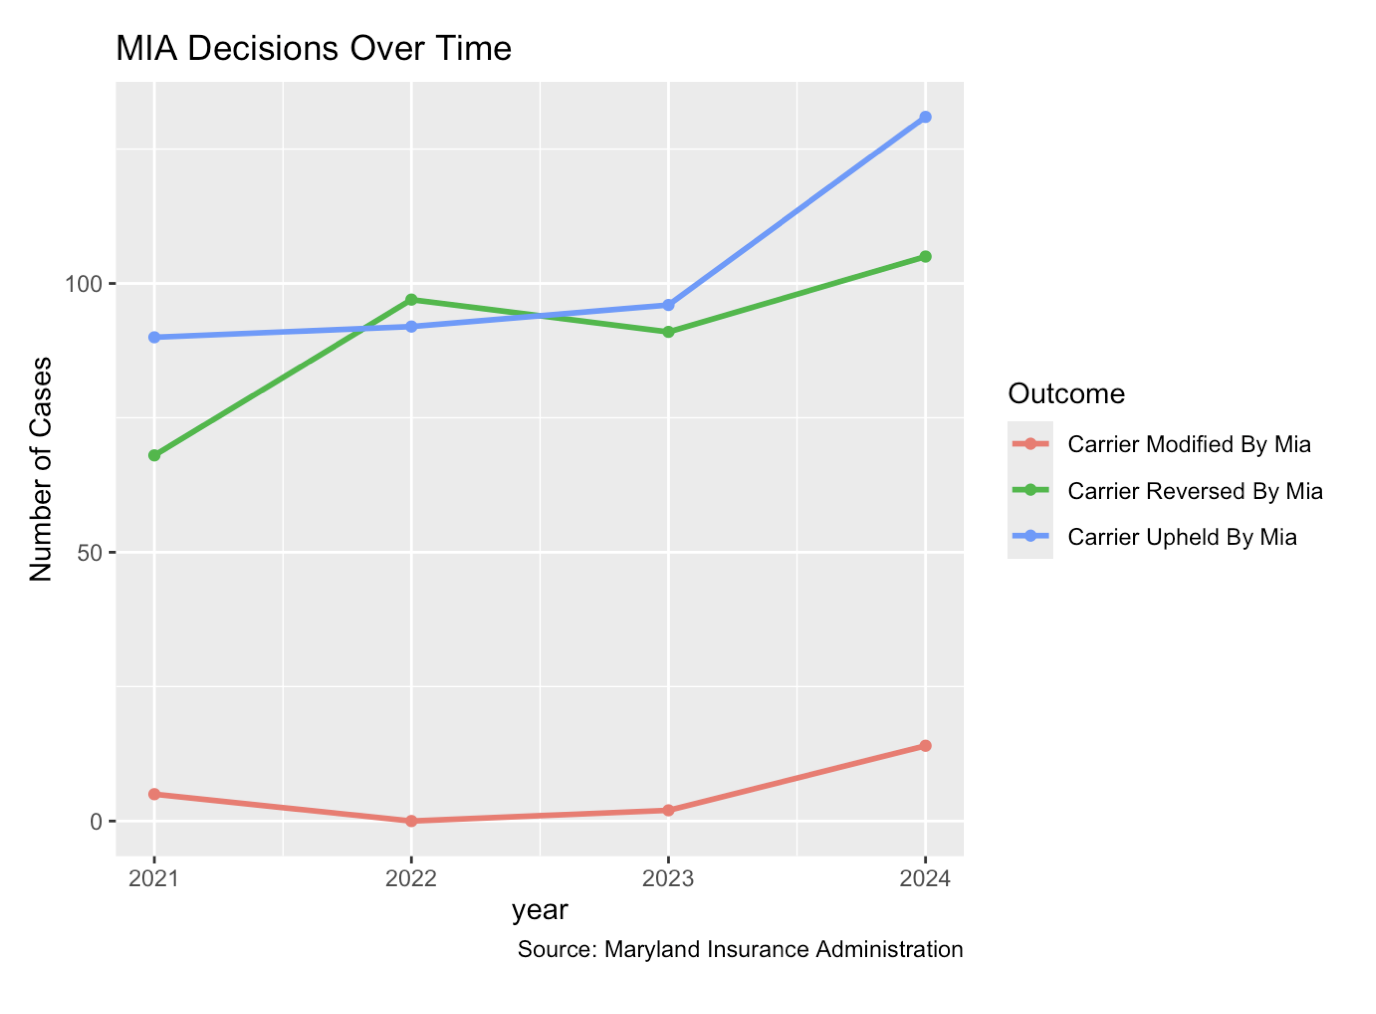 MIA Decisions Over Time
Number of Cases
100
50
0
2021
2022
2023
2024
year
Source: Maryland Insurance Administration
Outcome
Carrier Modified By Mia
Carrier Reversed By Mia
Carrier Upheld By Mia